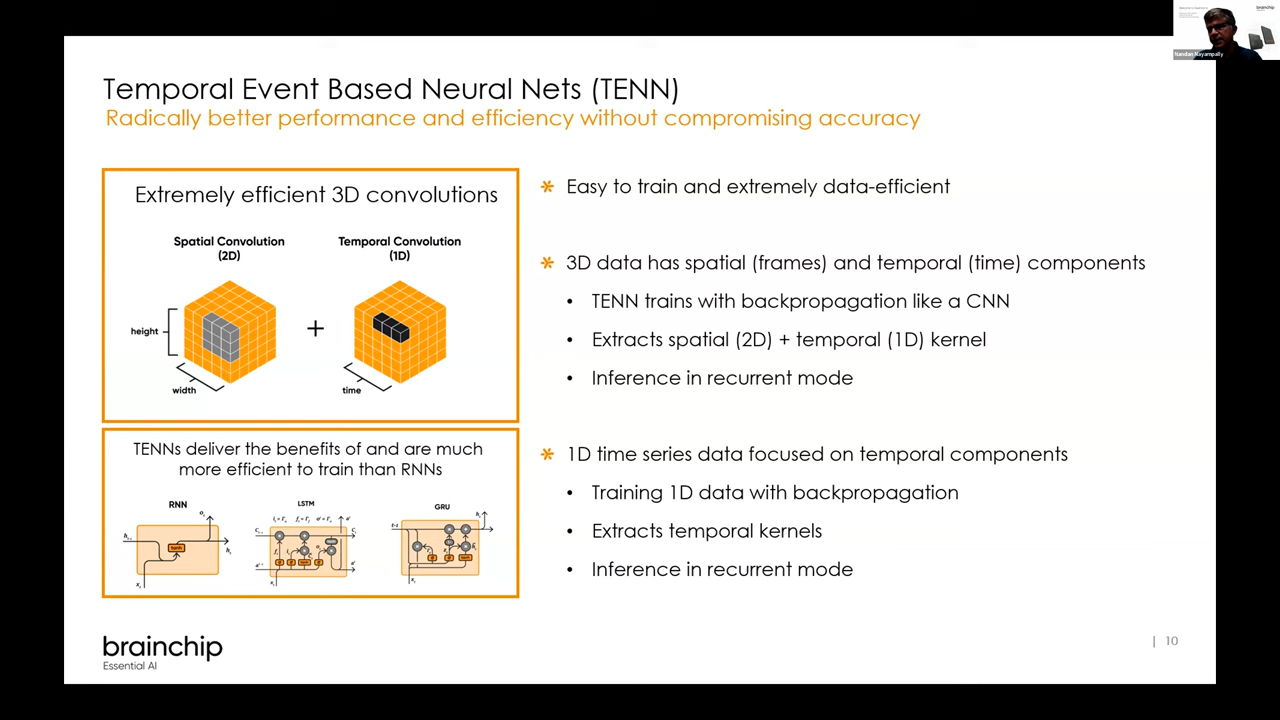 Temporal Event Based Neural Nets (TENN)
Radically better performance and efficiency without compromising accuracy
Extremely efficient 3D convolutions
Spatial Convolution
(2D)
Temporal Convolution
(1D)
height
+
width
time
TENNs deliver the benefits of and are much
more efficient to train than RNNs
RNN
LSTM
GRU
* Easy to train and extremely data-efficient
* 3D data has spatial (frames) and temporal (time) components
• TENN trains with backpropagation like a CNN
• Extracts spatial (2D) + temporal (1D) kernel
• Inference in recurrent mode
* 1D time series data focused on temporal components
• Training 1D data with backpropagation
• Extracts temporal kernels
• Inference in recurrent mode
brainchip
Essential AI
| 10
Nandan Nayampally
brainchip